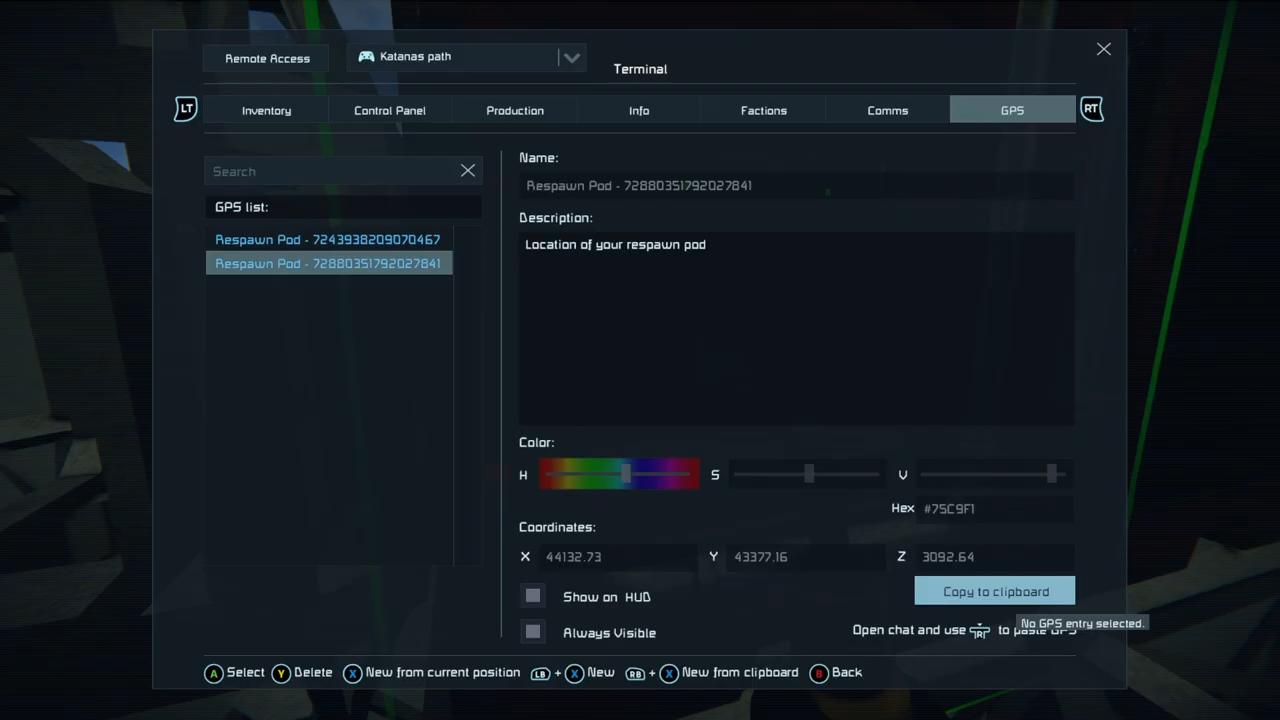 Remote Access
Katanas path
Terminal
LT
Inventory
Control Panel
Production
Info
Factions
Comms
GPS
RT
Search
GPS list:
Respawn Pod - 7243938209070467
Respawn Pod - 72880351792027841
Name:
Respawn Pod - 72880351792027841
Description:
Location of your respawn pod
Color:
H
S
V
Hex #75C9F1
Coordinates:
X 44132.73 Y 43377.16 Z 3092.64
Show on HUD
Copy to clipboard
No GPS entry selected.
Always Visible
Open chat and use to paste GPS
A Select Y Delete X New from current position LB + X New RB + X New from clipboard B Back